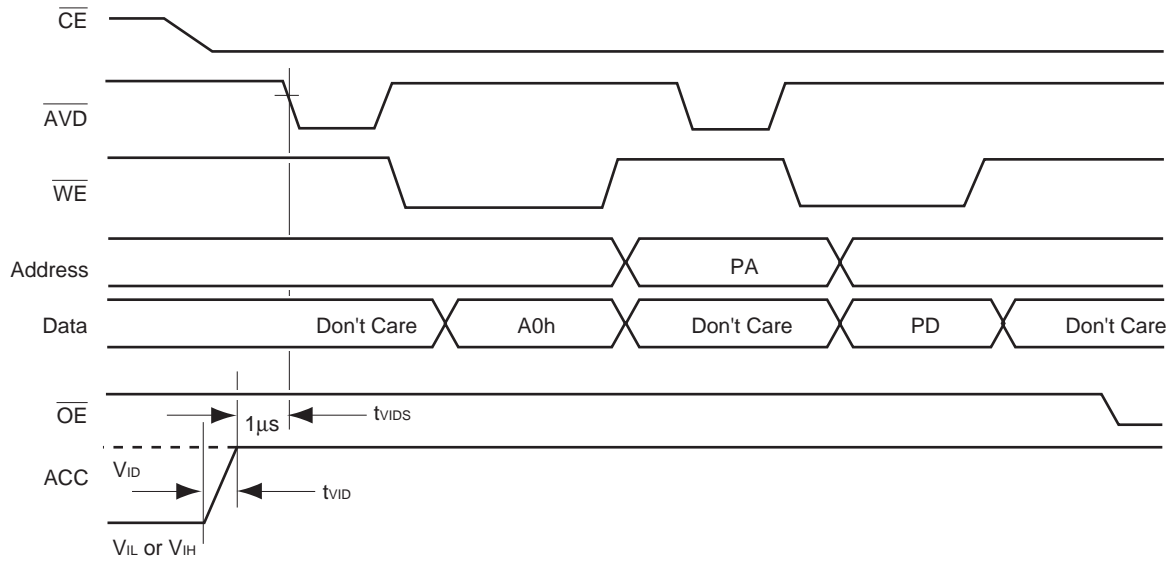 CE
AVD
WE
Address
PA
Data
Don't Care
A0h
Don't Care
PD
Don't Care
OE
1μs
tVIDS
ACC
VID
tVID
VIL or VIH